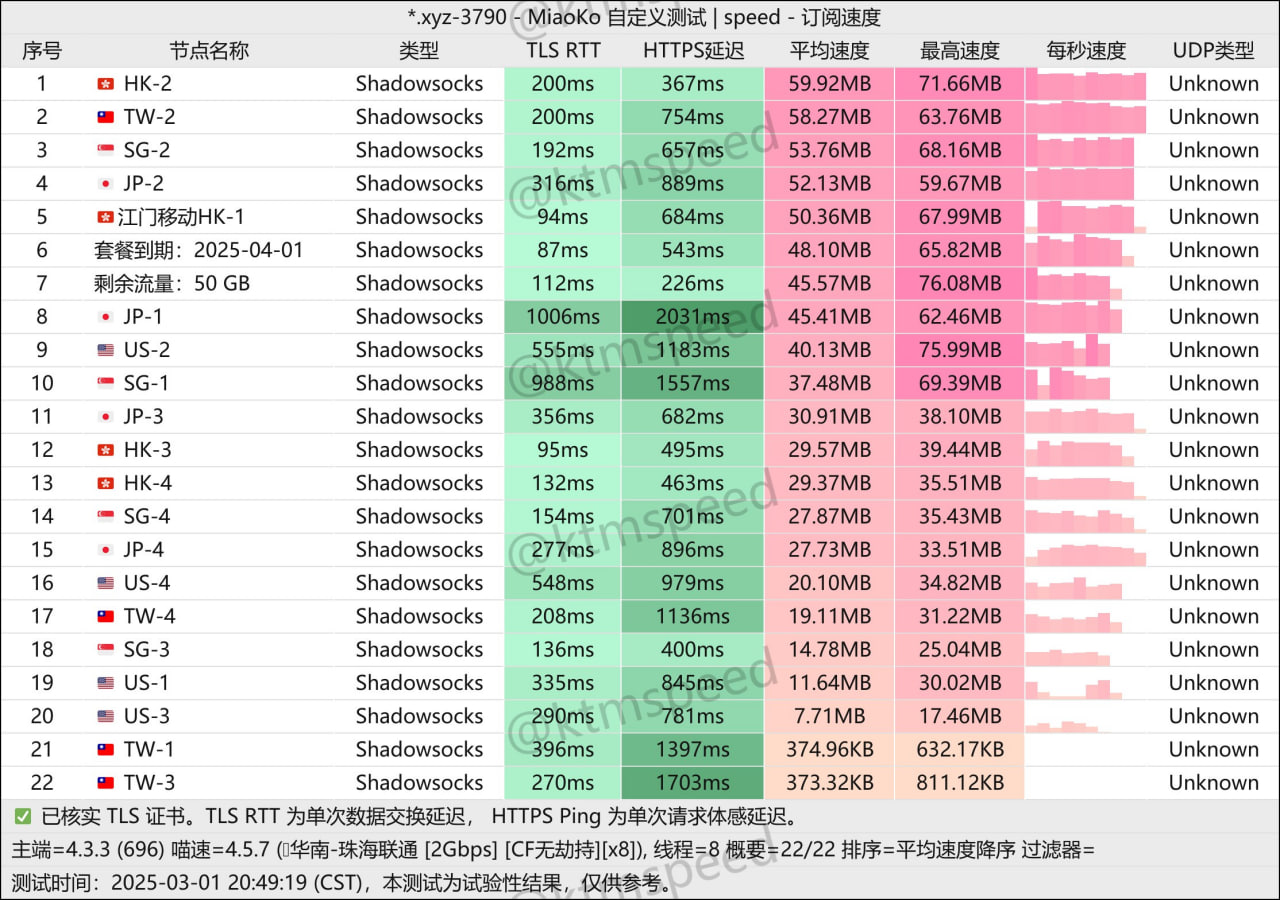 *.xyz-3790 - MiaoKo 自定义测试 | speed - 订阅速度
序号 节点名称 类型 TLS RTT HTTPS延迟 平均速度 最高速度 每秒速度 UDP类型
1 HK-2 Shadowsocks 200ms 367ms 59.92MB 71.66MB Unknown
2 TW-2 Shadowsocks 200ms 754ms 58.27MB 63.76MB Unknown
3 SG-2 Shadowsocks 192ms 657ms 53.76MB 68.16MB Unknown
4 JP-2 Shadowsocks 316ms 889ms 52.13MB 59.67MB Unknown
5 江门移动HK-1 Shadowsocks 94ms 684ms 50.36MB 67.99MB Unknown
6 套餐到期：2025-04-01 Shadowsocks 87ms 543ms 48.10MB 65.82MB Unknown
7 剩余流量：50 GB Shadowsocks 112ms 226ms 45.57MB 76.08MB Unknown
8 JP-1 Shadowsocks 1006ms 2031ms 45.41MB 62.46MB Unknown
9 US-2 Shadowsocks 555ms 1183ms 40.13MB 75.99MB Unknown
10 SG-1 Shadowsocks 988ms 1557ms 37.48MB 69.39MB Unknown
11 JP-3 Shadowsocks 356ms 682ms 30.91MB 38.10MB Unknown
12 HK-3 Shadowsocks 95ms 495ms 29.57MB 39.44MB Unknown
13 HK-4 Shadowsocks 132ms 463ms 29.37MB 35.51MB Unknown
14 SG-4 Shadowsocks 154ms 701ms 27.87MB 35.43MB Unknown
15 JP-4 Shadowsocks 277ms 896ms 27.73MB 33.51MB Unknown
16 US-4 Shadowsocks 548ms 979ms 20.10MB 34.82MB Unknown
17 TW-4 Shadowsocks 208ms 1136ms 19.11MB 31.22MB Unknown
18 SG-3 Shadowsocks 136ms 400ms 14.78MB 25.04MB Unknown
19 US-1 Shadowsocks 335ms 845ms 11.64MB 30.02MB Unknown
20 US-3 Shadowsocks 290ms 781ms 7.71MB 17.46MB Unknown
21 TW-1 Shadowsocks 396ms 1397ms 374.96KB 632.17KB Unknown
22 TW-3 Shadowsocks 270ms 1703ms 373.32KB 811.12KB Unknown
✅ 已核实 TLS 证书。TLS RTT 为单次数据交换延迟， HTTPS Ping 为单次请求体感延迟。
主端=4.3.3 (696) 喵速=4.5.7 (华南-珠海联通 [2Gbps] [CF无劫持][x8]), 线程=8 概要=22/22 排序=平均速度降序 过滤器=
测试时间：2025-03-01 20:49:19 (CST)，本测试为试验性结果，仅供参考。
@ktmspeed
@ktmspeed
@ktmspeed
@ktmspeed
@ktmspeed